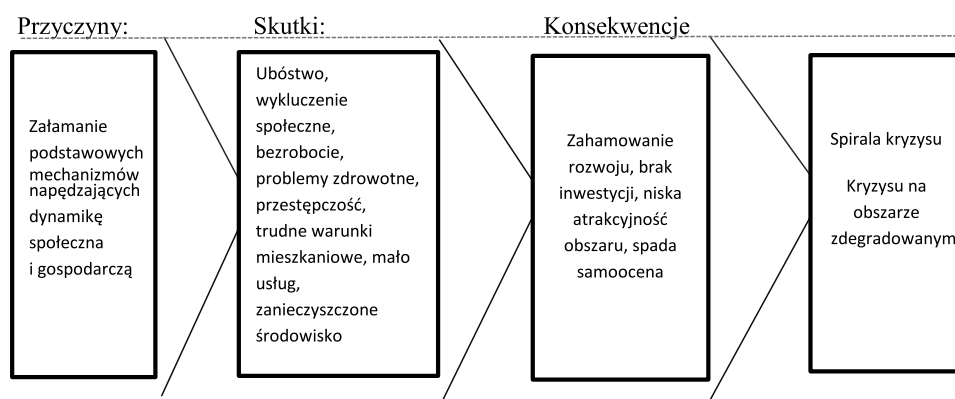 Przyczyny:
Skutki:
Konsekwencje
Załamanie
podstawowych
mechanizmów
napędzających
dynamikę
społeczna
i gospodarczą
Ubóstwo,
wykluczenie
społeczne,
bezrobocie,
problemy zdrowotne,
przestępczość,
trudne warunki
mieszkaniowe, mało
usług,
zanieczyszczone
środowisko
Zahamowanie
rozwoju, brak
inwestycji, niska
atrakcyjność
obszaru, spada
samoocena
Spirala kryzysu
Kryzysu na
obszarze
zdegradowanym